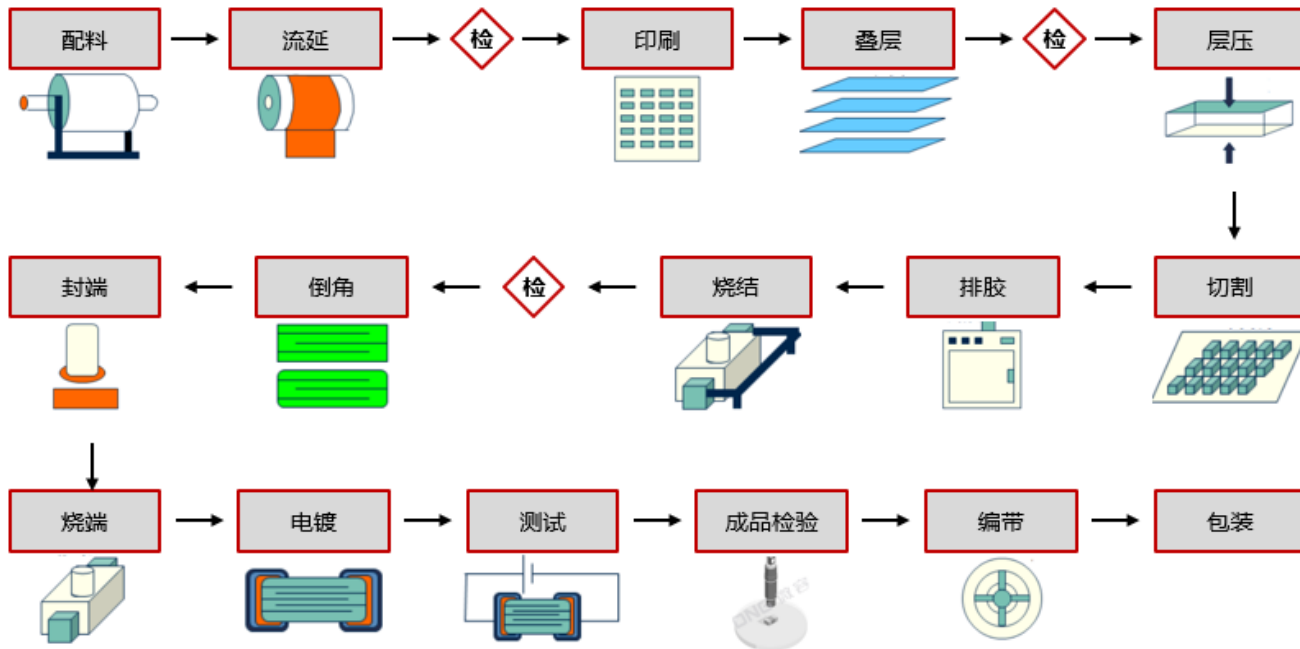 配料
流延
检
印刷
叠层
检
层压
封端
倒角
检
烧结
排胶
切割
烧端
电镀
测试
成品检验
编带
包装